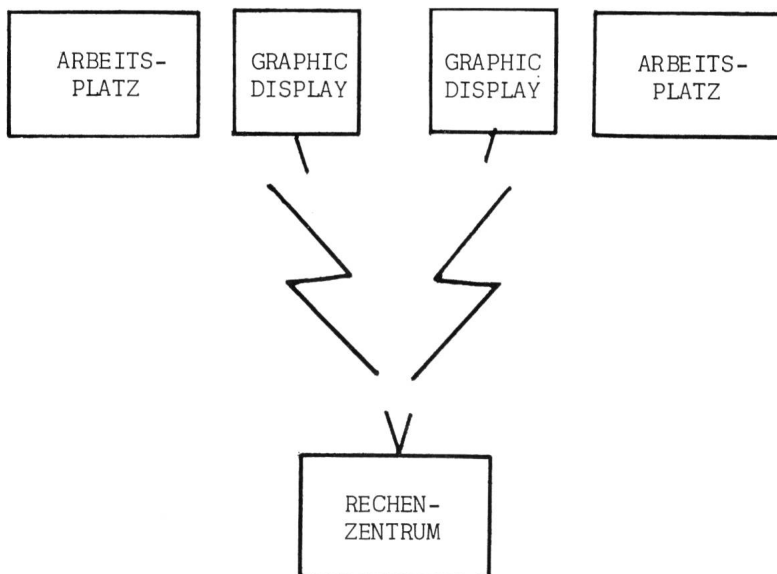 ARBEITS-
PLATZ
GRAPHIC
DISPLAY
GRAPHIC
DISPLAY
ARBEITS-
PLATZ
RECHEN-
ZENTRUM